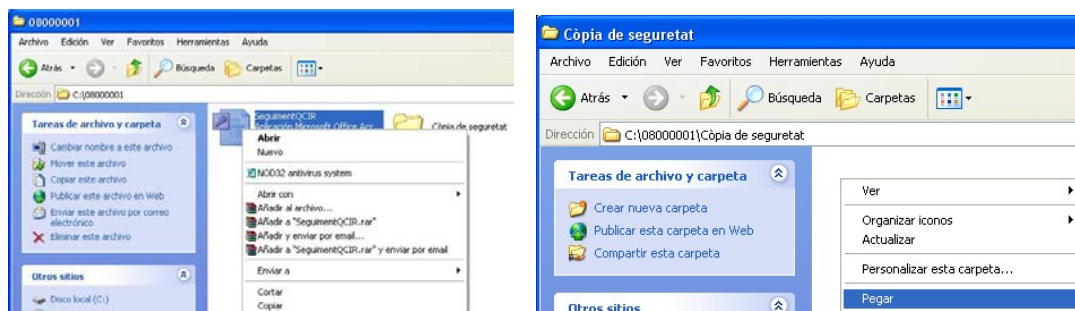 08000001
Archivo Edición Ver Favoritos Herramientas Ayuda
Atrás Búsqueda Carpetas
Dirección C:\08000001
Tareas de archivo y carpeta
Cambiar nombre a este archivo
Mover este archivo
Copiar este archivo
Publicar este archivo en Web
Enviar este archivo por correo
electrónico
Eliminar este archivo
Otros sitios
Disco local (C:)
SeguimentQCIR
Aplicación Microsoft Office Acc
Còpia de seguretat
Abrir
Nuevo
NOD32 antivirus system
Abrir con
Añadir al archivo...
Añadir a "SeguimentQCIR.rar"
Añadir y enviar por email...
Añadir a "SeguimentQCIR.rar" y enviar por email
Enviar a
Cortar
Copiar
Còpia de seguretat
Archivo Edición Ver Favoritos Herramientas Ayuda
Atrás Búsqueda Carpetas
Dirección C:\08000001\Còpia de seguretat
Tareas de archivo y carpeta
Crear nueva carpeta
Publicar esta carpeta en Web
Compartir esta carpeta
Otros sitios
Ver
Organizar iconos
Actualizar
Personalizar esta carpeta...
Pegar